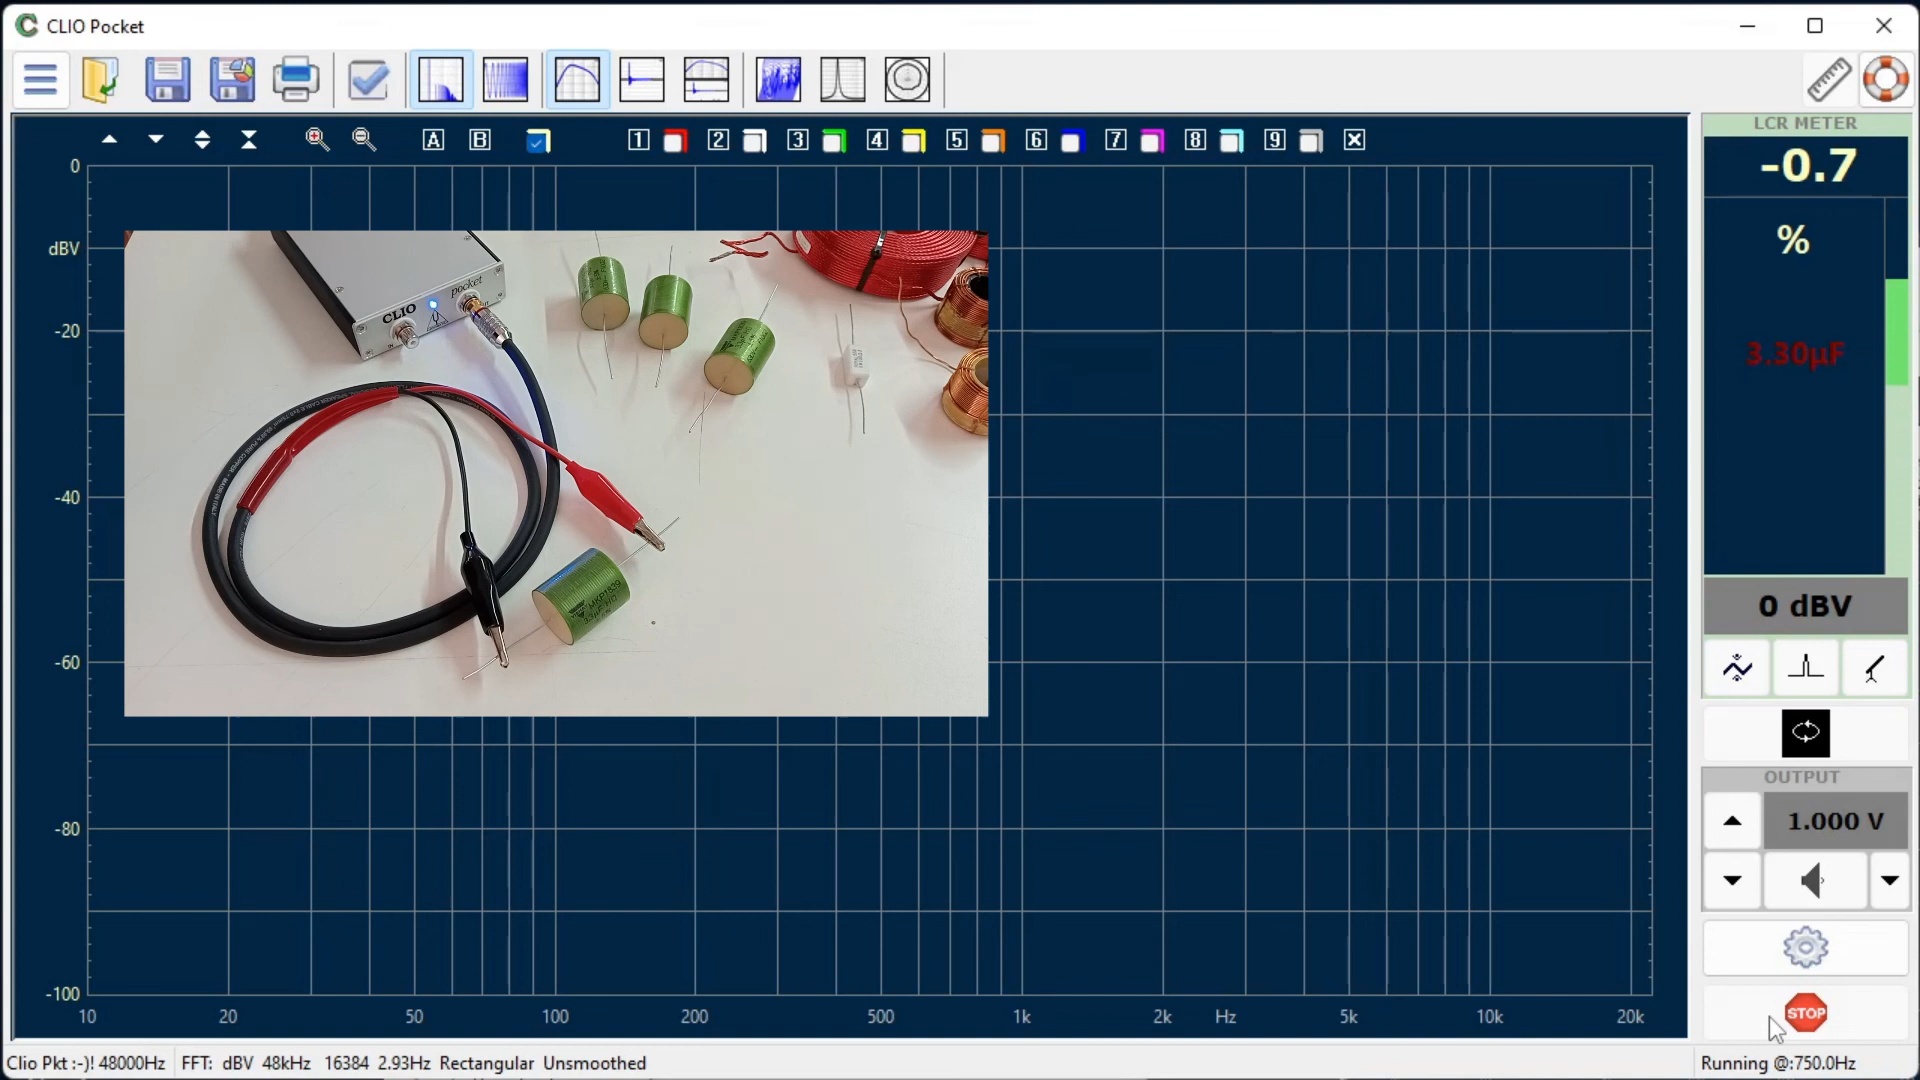 CLIO Pocket
LCR METER
-0.7
%
3.30µF
0 dBV
OUTPUT
1.000 V
STOP
A B 1 2 3 4 5 6 7 8 9
0
dBV
-20
-40
-60
-80
-100
10 20 50 100 200 500 1k 2k Hz 5k 10k 20k
CLIO pocket
MKP1839
3.3µF
Clio Pkt :-)! 48000Hz FFT: dBV 48kHz 16384 2.93Hz Rectangular Unsmoothed
Running @:750.0Hz